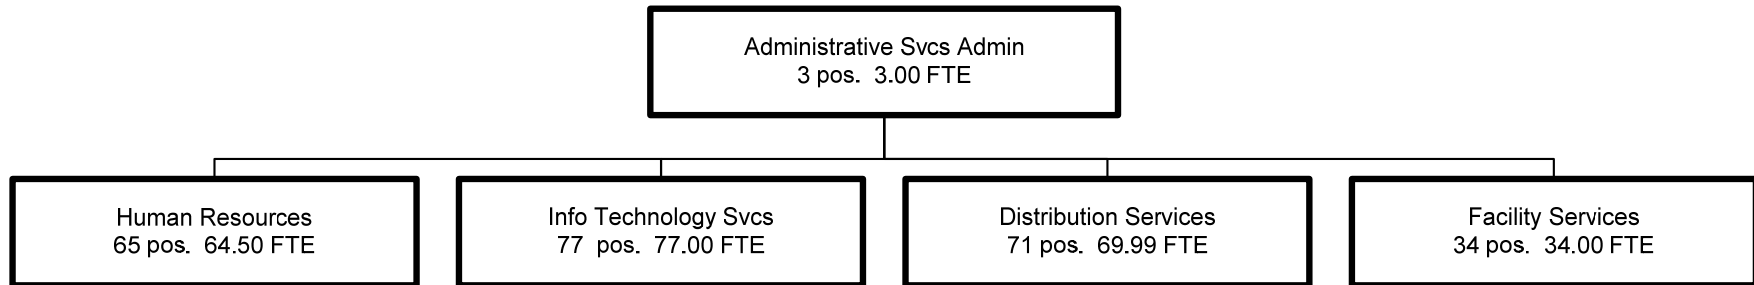 Administrative Svcs Admin
3 pos.  3.00 FTE
Human Resources
65 pos.  64.50 FTE
Info Technology Svcs
77  pos.  77.00 FTE
Distribution Services
71 pos.  69.99 FTE
Facility Services
34 pos.  34.00 FTE